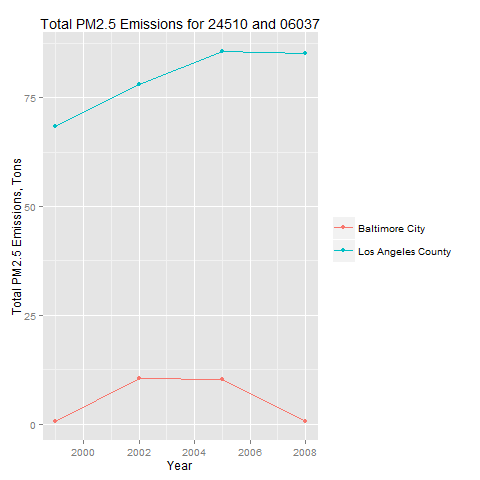 Total PM2.5 Emissions for 24510 and 06037
Total PM2.5 Emissions, Tons
75
50
25
0
2000 2002 2004 2006 2008
Year
Baltimore City
Los Angeles County